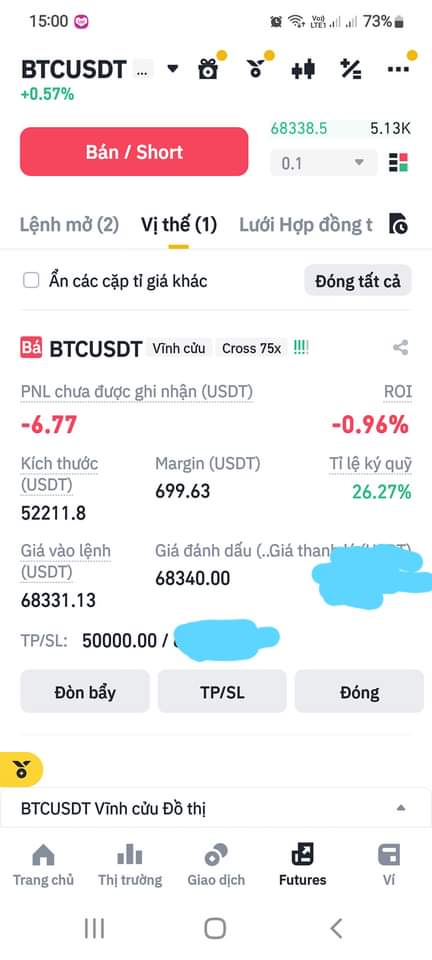 15:00
Vo)) LTE1
73%
BTCUSDT ...
+0.57%
Bán / Short
68338.5 5.13K
0.1
Lệnh mở (2) Vị thế (1) Lưới Hợp đồng t
Ẩn các cặp tỉ giá khác
Đóng tất cả
Bá BTCUSDT Vĩnh cửu Cross 75x !!!!
PNL chưa được ghi nhận (USDT) ROI
-6.77 -0.96%
Kích thước (USDT) Margin (USDT) Tỉ lệ ký quỹ
52211.8 699.63 26.27%
Giá vào lệnh (USDT) Giá đánh dấu (..Giá thanh
68331.13 68340.00
TP/SL: 50000.00 /
Đòn bẩy TP/SL Đóng
BTCUSDT Vĩnh cửu Đồ thị
Trang chủ Thị trường Giao dịch Futures Ví